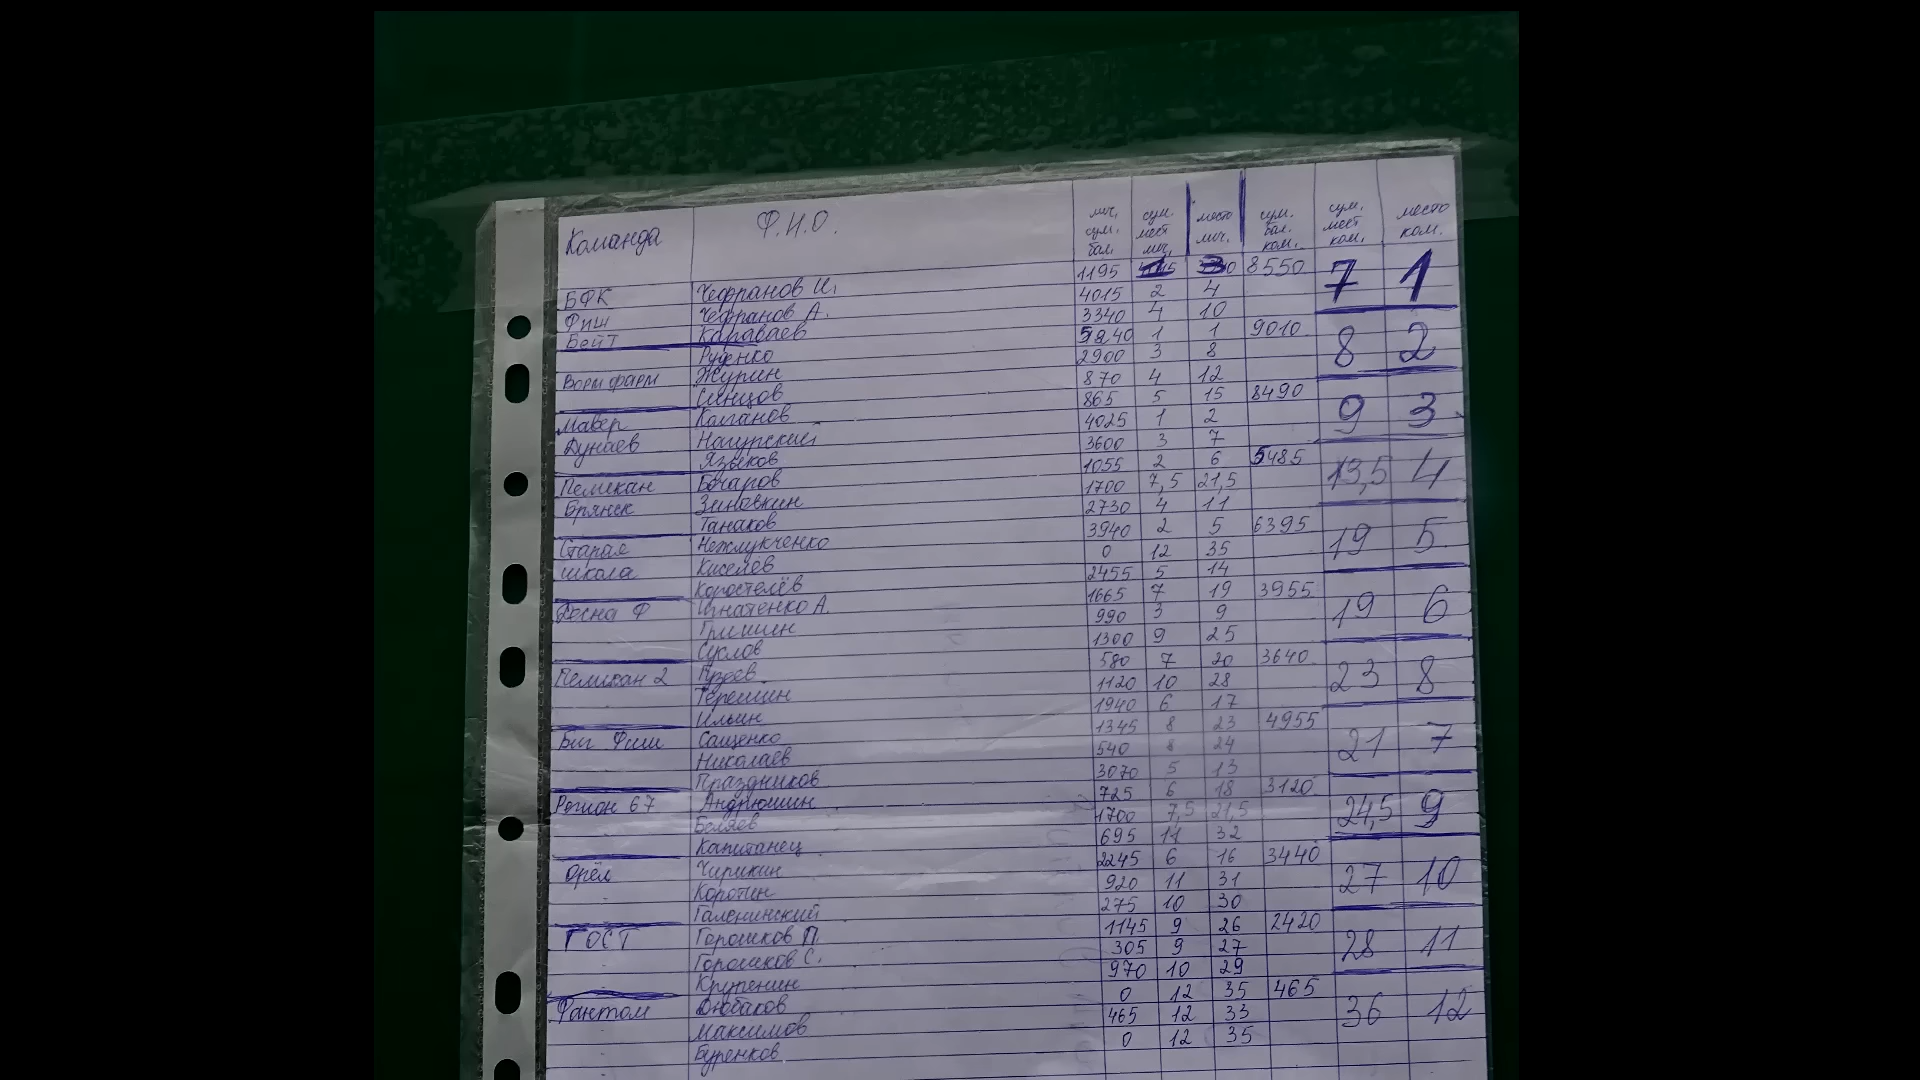 Команда Ф.И.О. лич. сум. бал. сум. мест лич. место лич. сум. бал. ком. сум. мест ком. место ком.
БФК Чефранов И. 1195 8550
Фиш Чефранов А. 4015 2 4 7 1
Бейт Караваев 3340 4 10
Руденко 5240 1 1 9010
Ворм фарм Журин 2900 3 8 8 2
Синцов 870 4 12
Мавер Колганов 865 5 15 8490
Дунаев Нагурский 4025 1 2 9 3
Языков 3600 3 7
Пеликан Бочаров 1055 2 6 5485
Брянск Зиновкин 1700 7,5 21,5 13,5 4
Танаков 2730 4 11
Старая Нежлукченко 3940 2 5 6395
школа Киселев 0 12 35 19 5
Коростелёв 2455 5 14
Десна Ф Игнатенко А. 1665 7 19 3955
Гришин 990 3 9 19 6
Суслов 1300 9 25
Пеликан 2 Гузеев 580 7 20 3640
Терешин 1120 10 28 23 8
Ильин 1940 6 17
Биг Фиш Сащенко 1345 8 23 4955
Николаев 540 8 24 21 7
Праздников 3070 5 13
Регион 67 Андрюшин 725 6 18 3120
Беляев 1700 7,5 21,5 24,5 9
Капитанец 695 11 32
Орёл Чирикин 2245 6 16 3440
Коротин 920 11 31 27 10
Галенинский 275 10 30
ГОСТ Горошков П. 1145 9 26 2420
Горошков С. 305 9 27 28 11
Крупенин 970 10 29
Фантом Дюбаков 0 12 35 465
Максимов 465 12 33 36 12
Буренков 0 12 35